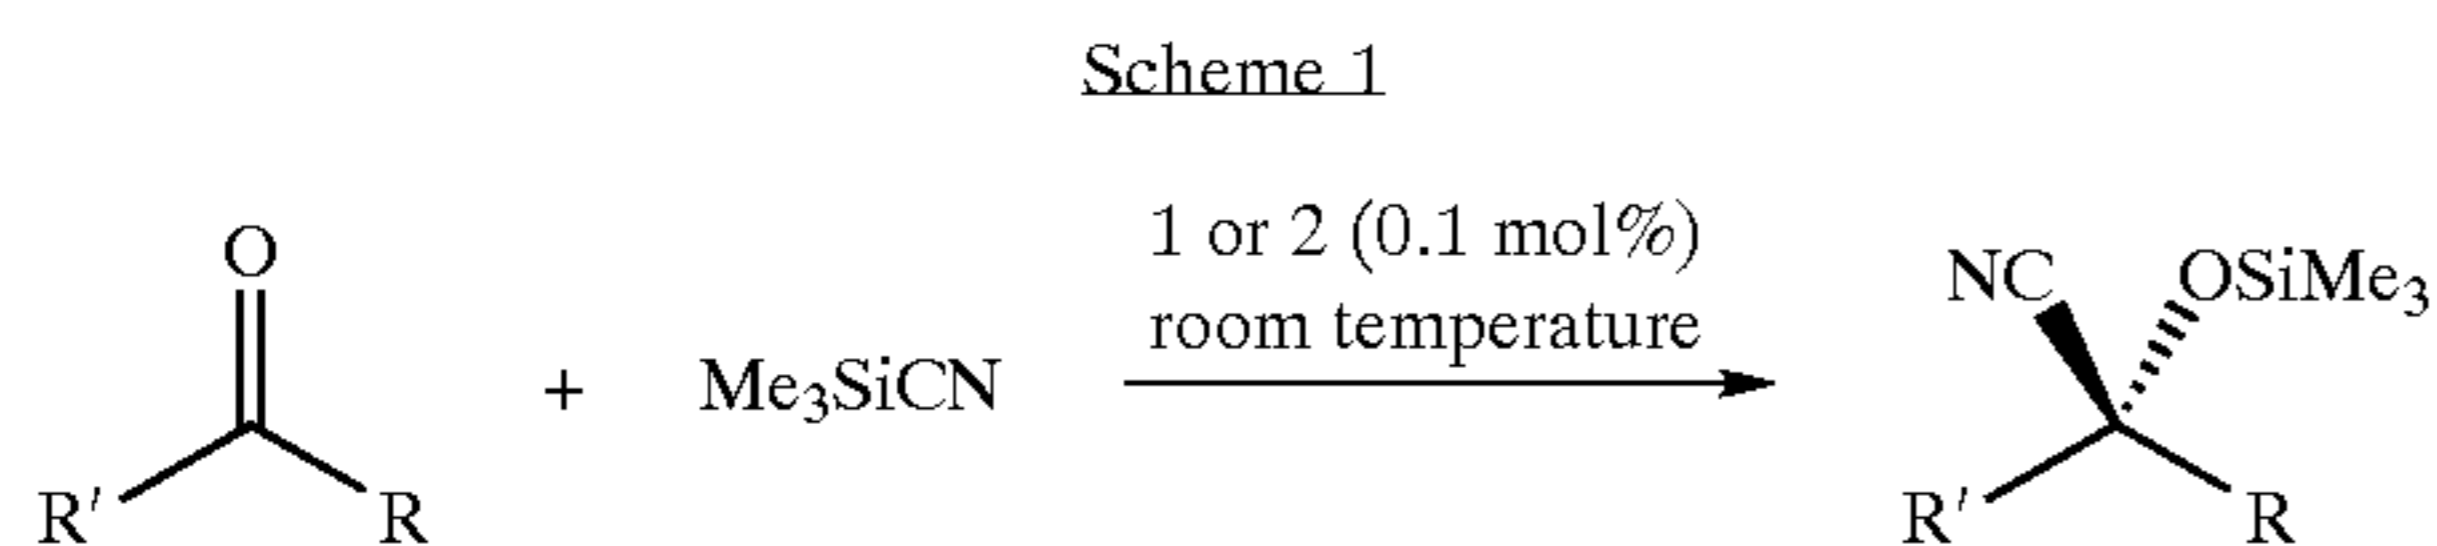 Scheme 1
O
R'
R
+
Me₃SiCN
1 or 2 (0.1 mol%)
room temperature
NC
OSiMe₃
R'
R